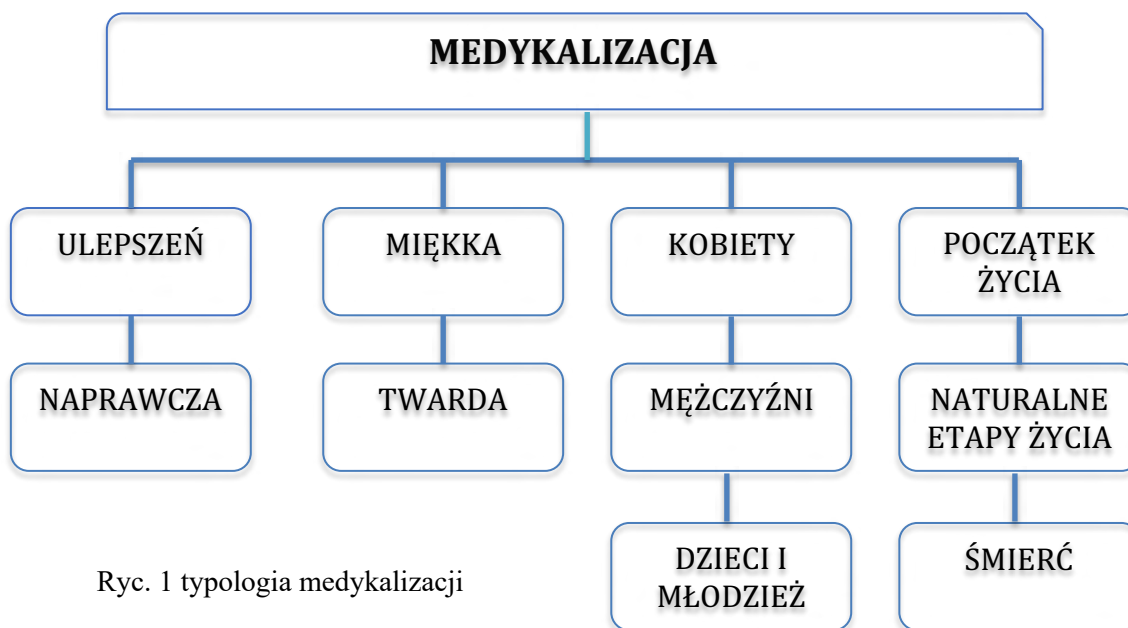 MEDYKALIZACJA
ULEPSZEŃ
MIĘKKA
KOBIETY
POCZĄTEK
ŻYCIA
NAPRAWCZA
TWARDA
MĘŻCZYŹNI
NATURALNE
ETAPY ŻYCIA
DZIECI I
MŁODZIEŻ
ŚMIERĆ
Ryc. 1 typologia medykalizacji